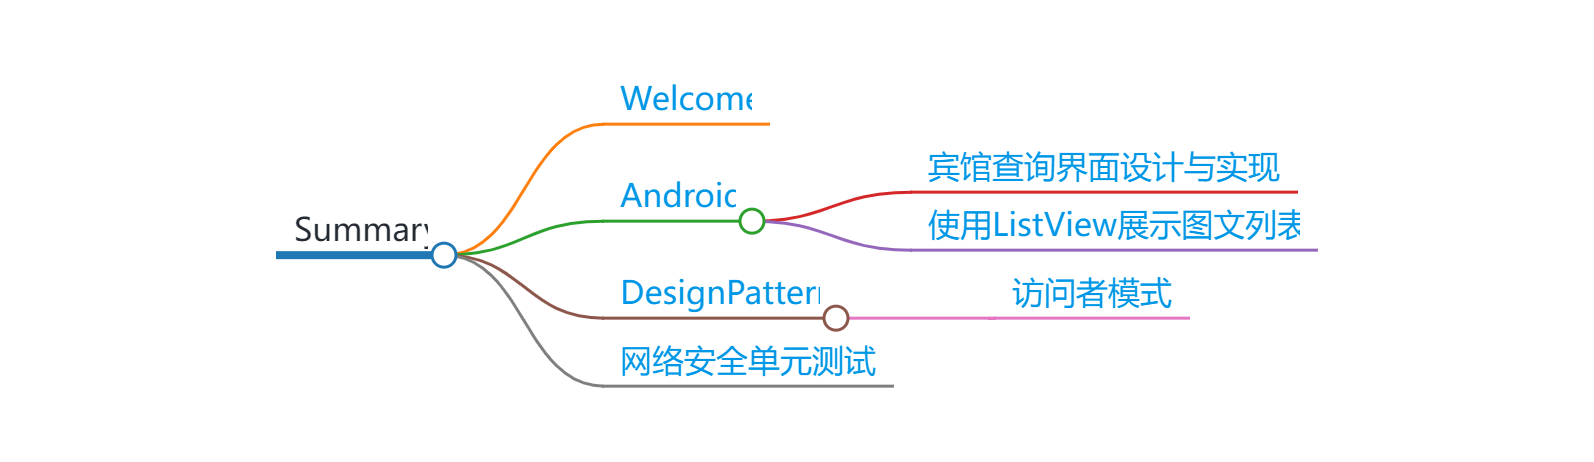 Summary
Welcome
Android
宾馆查询界面设计与实现
使用ListView展示图文列表
DesignPattern
访问者模式
网络安全单元测试